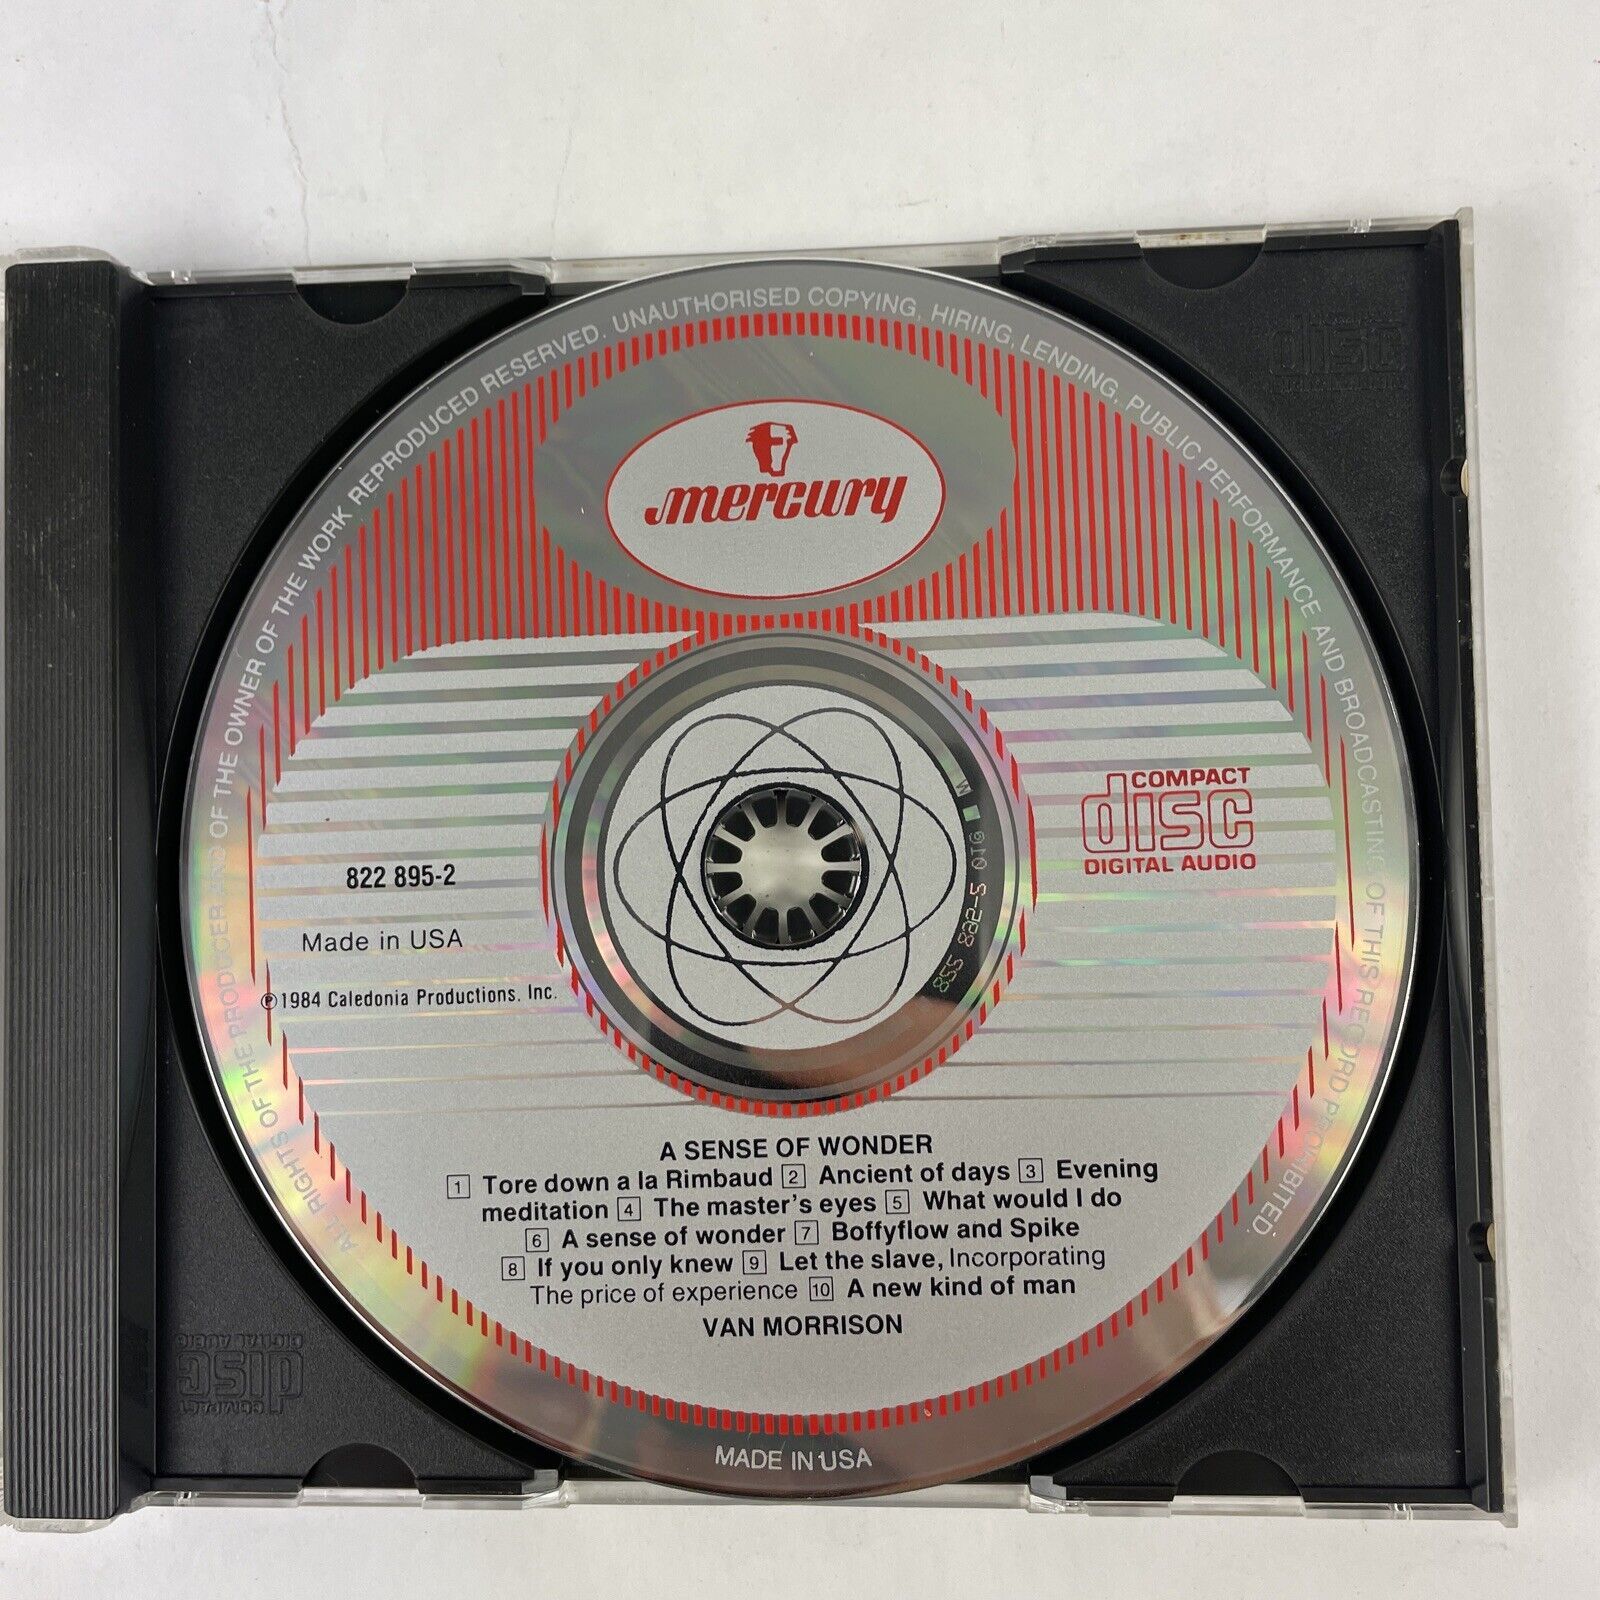 ALL RIGHTS OF THE PRODUCER AND OF THE OWNER OF THE WORK REPRODUCED RESERVED. UNAUTHORISED COPYING, HIRING, LENDING, PUBLIC PERFORMANCE AND BROADCASTING OF THIS RECORD PROHIBITED.
mercury
COMPACT
disc
DIGITAL AUDIO
822 895-2
Made in USA
℗1984 Caledonia Productions, Inc.
A SENSE OF WONDER
1 Tore down a la Rimbaud 2 Ancient of days 3 Evening
meditation 4 The master's eyes 5 What would I do
6 A sense of wonder 7 Boffyflow and Spike
8 If you only knew 9 Let the slave, Incorporating
The price of experience 10 A new kind of man
VAN MORRISON
MADE IN USA
disc
COMPACT
disc
DIGITAL AUDIO